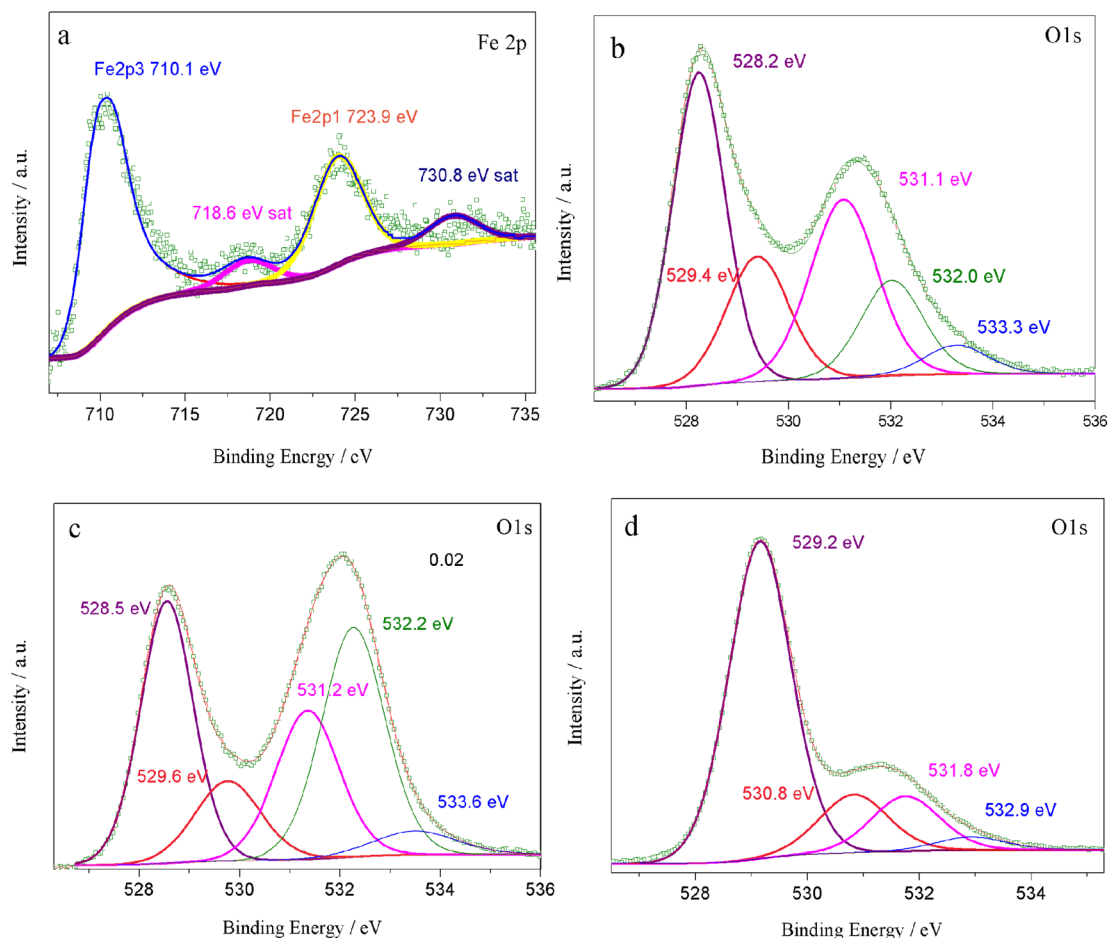 a
Fe 2p
Fe2p3 710.1 eV
Fe2p1 723.9 eV
718.6 eV sat
730.8 eV sat
Intensity / a.u.
710 715 720 725 730 735
Binding Energy / eV
b
O1s
528.2 eV
531.1 eV
529.4eV
532.0 eV
533.3 eV
Intensity / a.u.
528 530 532 534 536
Binding Energy / eV
c
O1s
0.02
528.5 eV
532.2 eV
531.2 eV
529.6 eV
533.6 eV
Intensity / a.u.
528 530 532 534 536
Binding Energy / eV
d
O1s
529.2 eV
531.8 eV
530.8 eV
532.9 eV
Intensity / a.u.
528 530 532 534
Binding Energy / eV